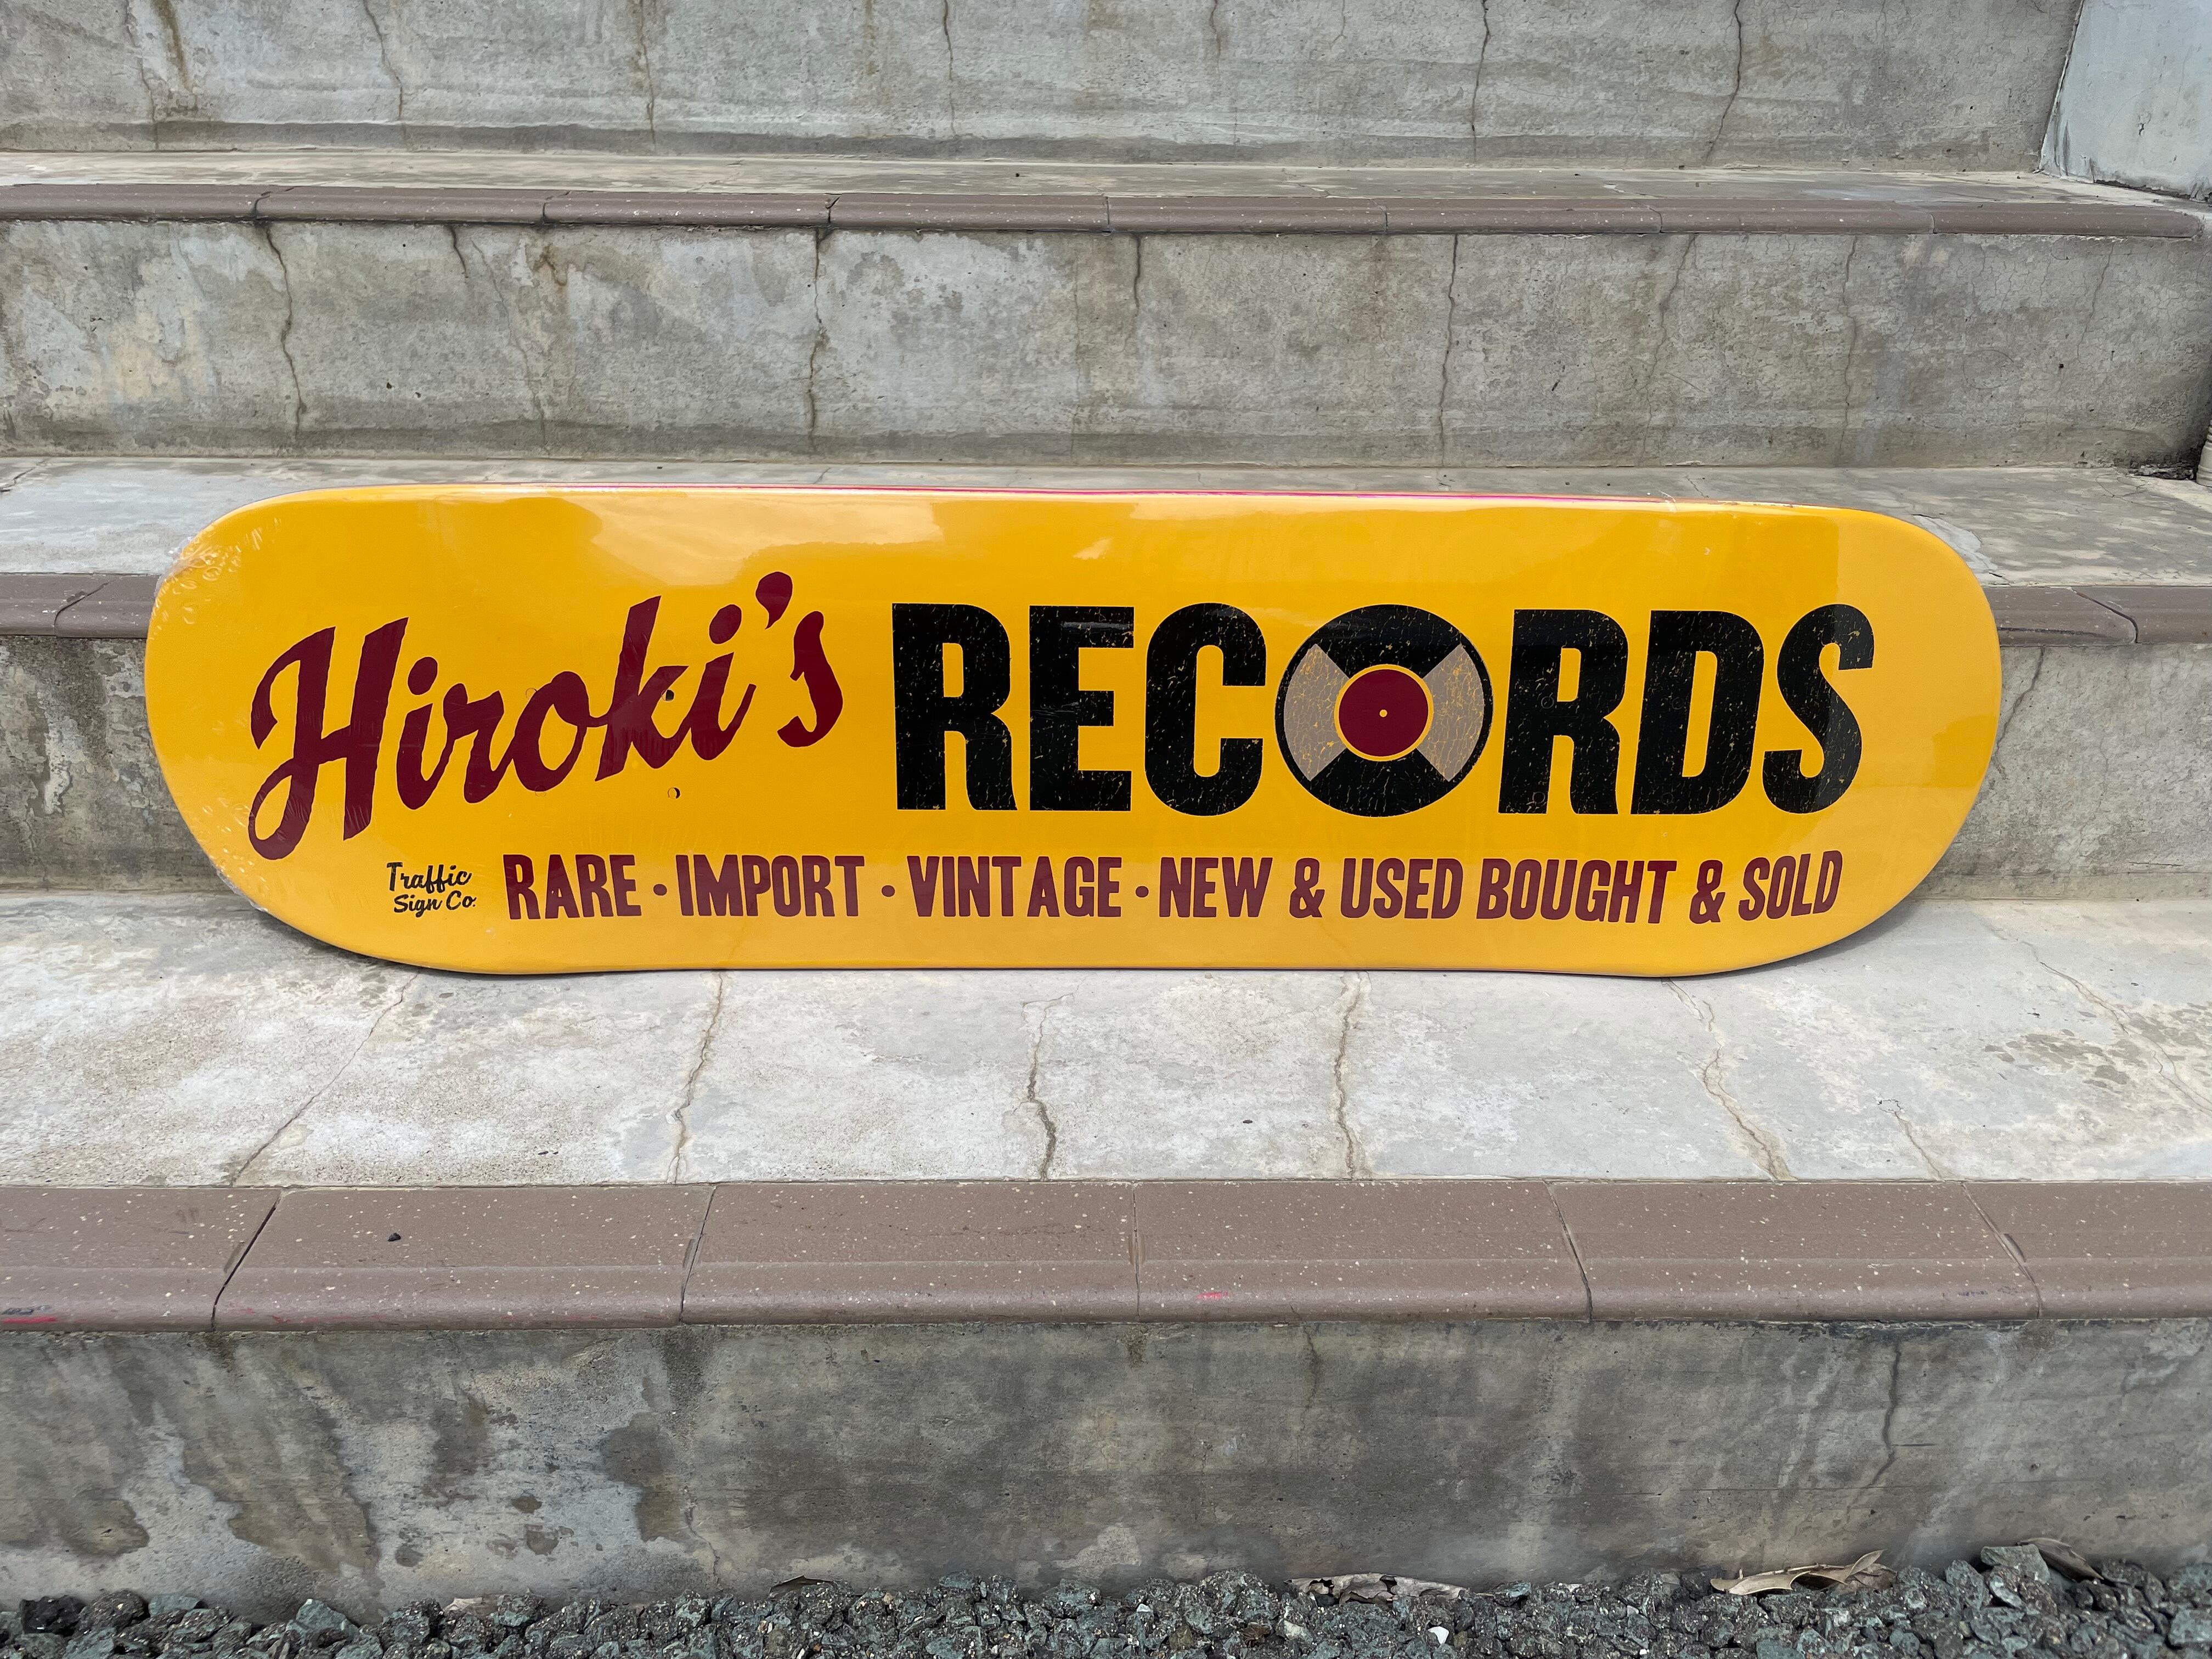 Hiroki's RECORDS
Traffic
Sign Co.
RARE · IMPORT · VINTAGE · NEW & USED BOUGHT & SOLD